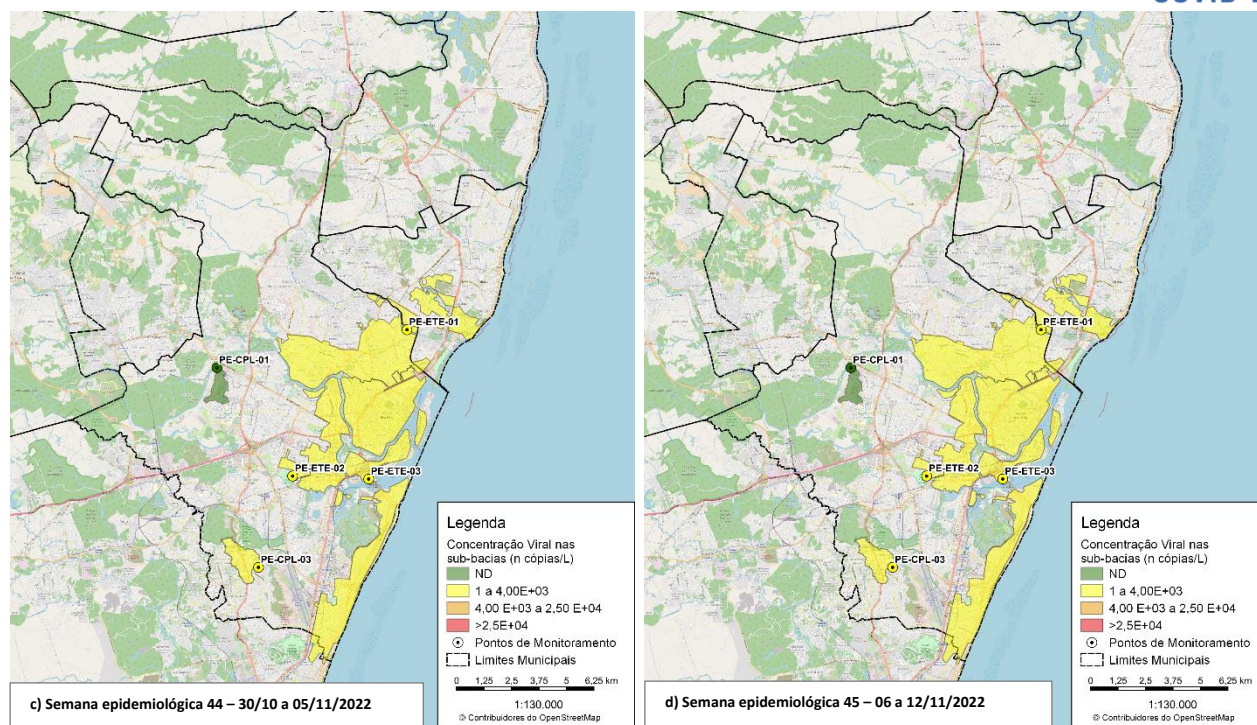 PE-ETE-01
PE-CPL-01
PE-ETE-02
PE-ETE-03
PE-CPL-03
Legenda
Concentração Viral nas
sub-bacias (n cópias/L)
ND
1 a 4,00E+03
4,00 E+03 a 2,50 E+04
>2,5E+04
Pontos de Monitoramento
Limites Municipais
0 1,25 2,5 3,75 5 6,25 km
1:130.000
© Contribuidores do OpenStreetMap
c) Semana epidemiológica 44 – 30/10 a 05/11/2022
PE-ETE-01
PE-CPL-01
PE-ETE-02
PE-ETE-03
PE-CPL-03
Legenda
Concentração Viral nas
sub-bacias (n cópias/L)
ND
1 a 4,00E+03
4,00 E+03 a 2,50 E+04
>2,5E+04
Pontos de Monitoramento
Limites Municipais
0 1,25 2,5 3,75 5 6,25 km
1:130.000
© Contribuidores do OpenStreetMap
d) Semana epidemiológica 45 – 06 a 12/11/2022